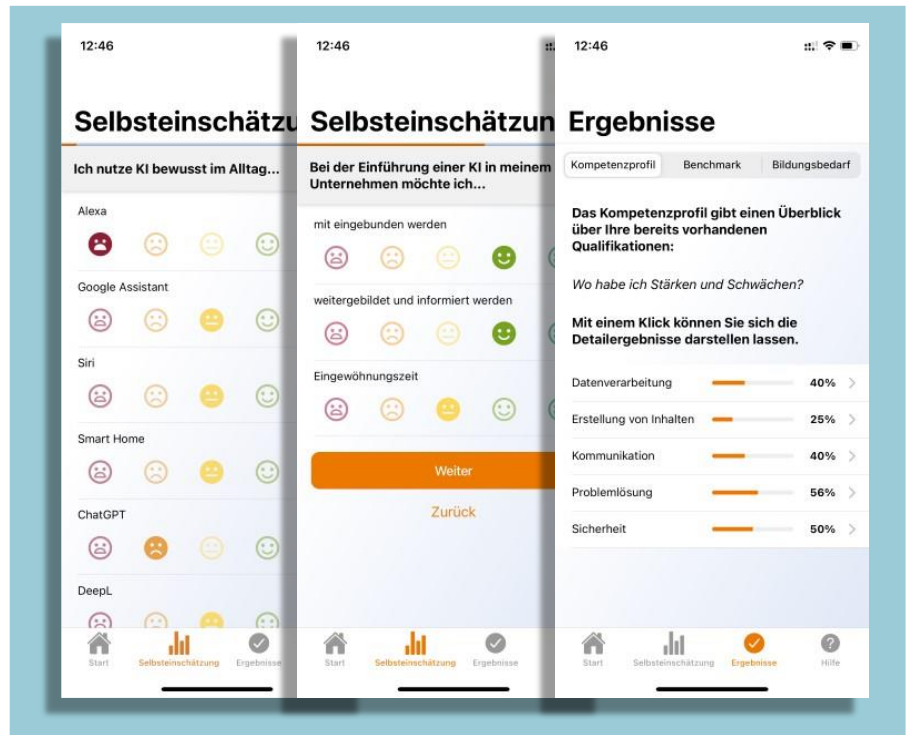 12:46
Selbsteinschätzu
Ich nutze KI bewusst im Alltag...
Alexa
Google Assistant
Siri
Smart Home
ChatGPT
DeepL
Start Selbsteinschätzung Ergebnisse
12:46
Selbsteinschätzun
Bei der Einführung einer KI in meinem
Unternehmen möchte ich...
mit eingebunden werden
weitergebildet und informiert werden
Eingewöhnungszeit
Weiter
Zurück
Start Selbsteinschätzung Ergebnisse
12:46
Ergebnisse
Kompetenzprofil Benchmark Bildungsbedarf
Das Kompetenzprofil gibt einen Überblick
über Ihre bereits vorhandenen
Qualifikationen:
Wo habe ich Stärken und Schwächen?
Mit einem Klick können Sie sich die
Detailergebnisse darstellen lassen.
Datenverarbeitung 40%
Erstellung von Inhalten 25%
Kommunikation 40%
Problemlösung 56%
Sicherheit 50%
Start Selbsteinschätzung Ergebnisse Hilfe